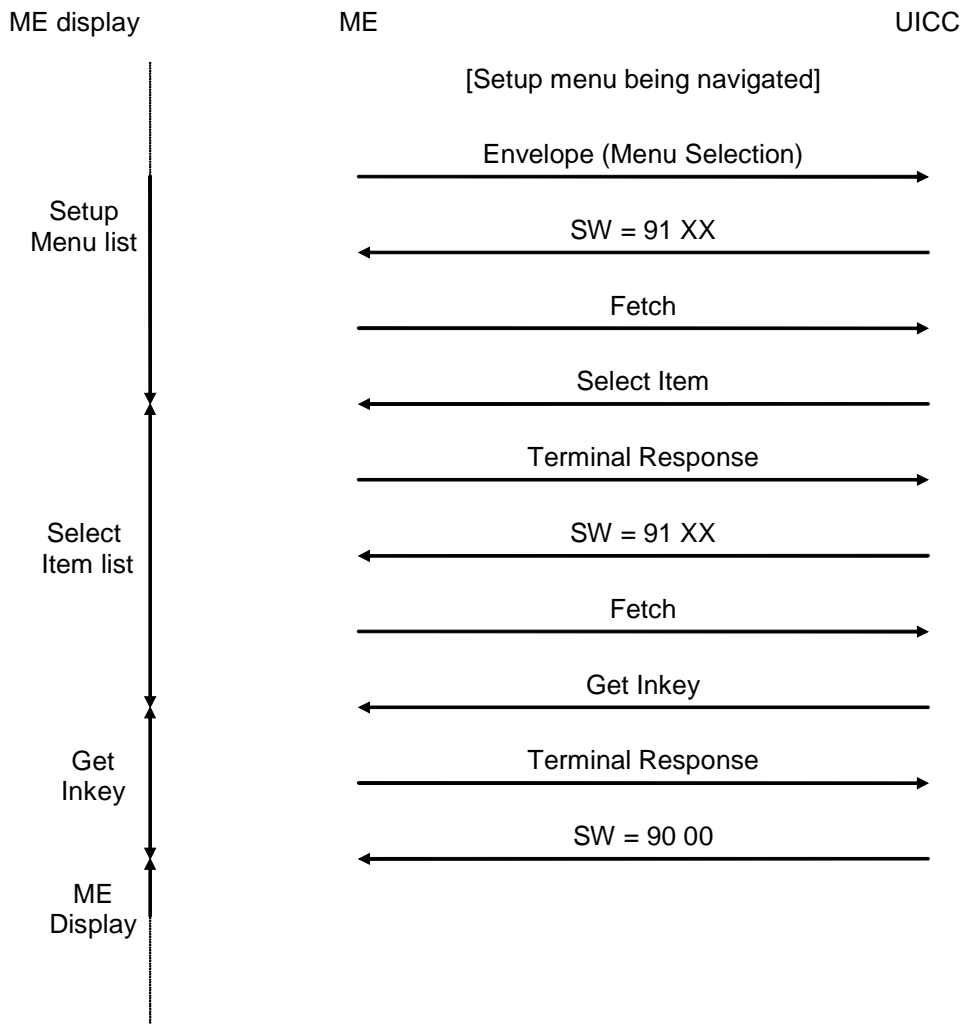 ME display ME UICC
[Setup menu being navigated]
Envelope (Menu Selection)
Setup
Menu list
SW = 91 XX
Fetch
Select Item
Terminal Response
Select
Item list
SW = 91 XX
Fetch
Get Inkey
Get
Inkey
Terminal Response
SW = 90 00
ME
Display